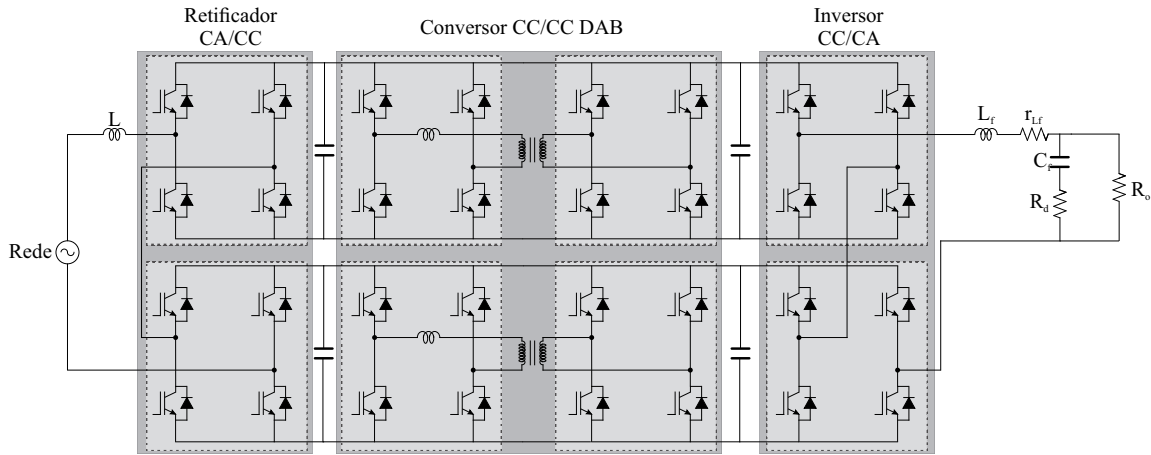 Retificador
CA/CC
Conversor CC/CC DAB
Inversor
CC/CA
L
Rede
L_f
r_Lf
C_f
R_d
R_o